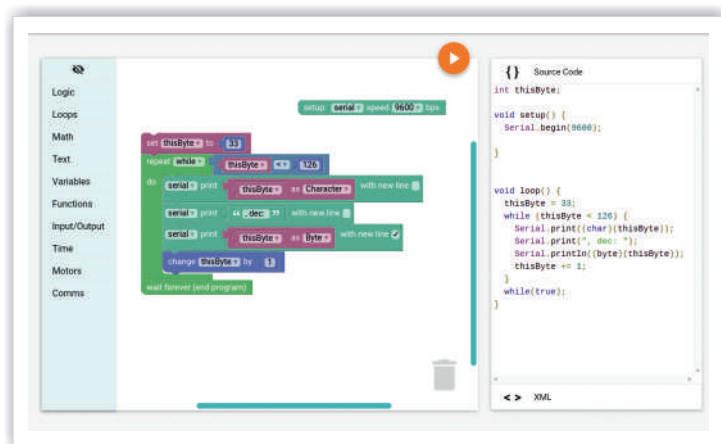 Logic
Loops
Math
Text
Variables
Functions
Input/Output
Time
Motors
Comms
setup serial speed 9600 bps
set thisByte to 33
repeat while thisByte < 126
do serial print thisByte as Character with new line
serial print “ , dec: ” with new line
serial print thisByte as Byte with new line
change thisByte by 1
wait forever (end program)
{} Source Code
int thisByte;
void setup() {
Serial.begin(9600);
}
void loop() {
thisByte = 33;
while (thisByte < 126) {
Serial.print((char)(thisByte));
Serial.print(", dec: ");
Serial.println((byte)(thisByte));
thisByte += 1;
}
while(true);
}
< > XML